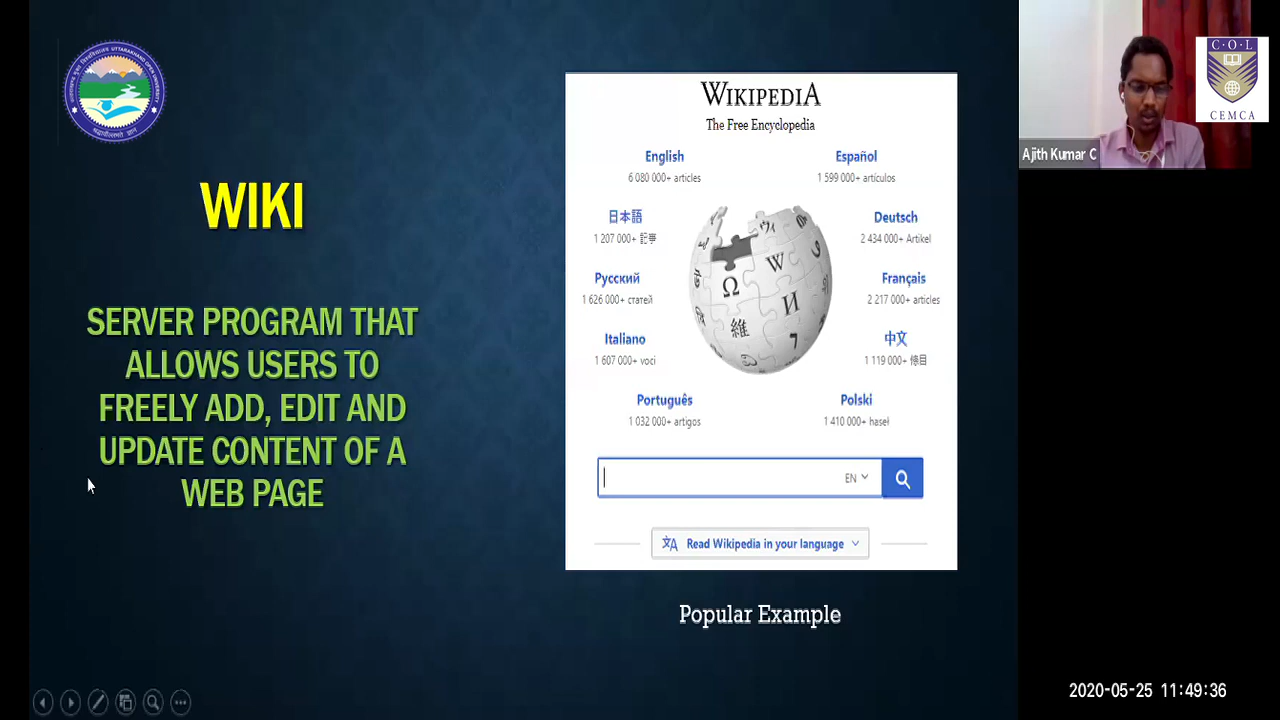 WIKI
SERVER PROGRAM THAT
ALLOWS USERS TO
FREELY ADD, EDIT AND
UPDATE CONTENT OF A
WEB PAGE
WIKIPEDIA
The Free Encyclopedia
English
6 080 000+ articles
Español
1 599 000+ artículos
日本語
1 207 000+ 記事
Deutsch
2 434 000+ Artikel
Русский
1 626 000+ статей
Français
2 217 000+ articles
Italiano
1 607 000+ voci
中文
1 119 000+ 條目
Português
1 032 000+ artigos
Polski
1 410 000+ haseł
EN
Read Wikipedia in your language
Popular Example
Ajith Kumar C
C·O·L
CEMCA
2020-05-25 11:49:36